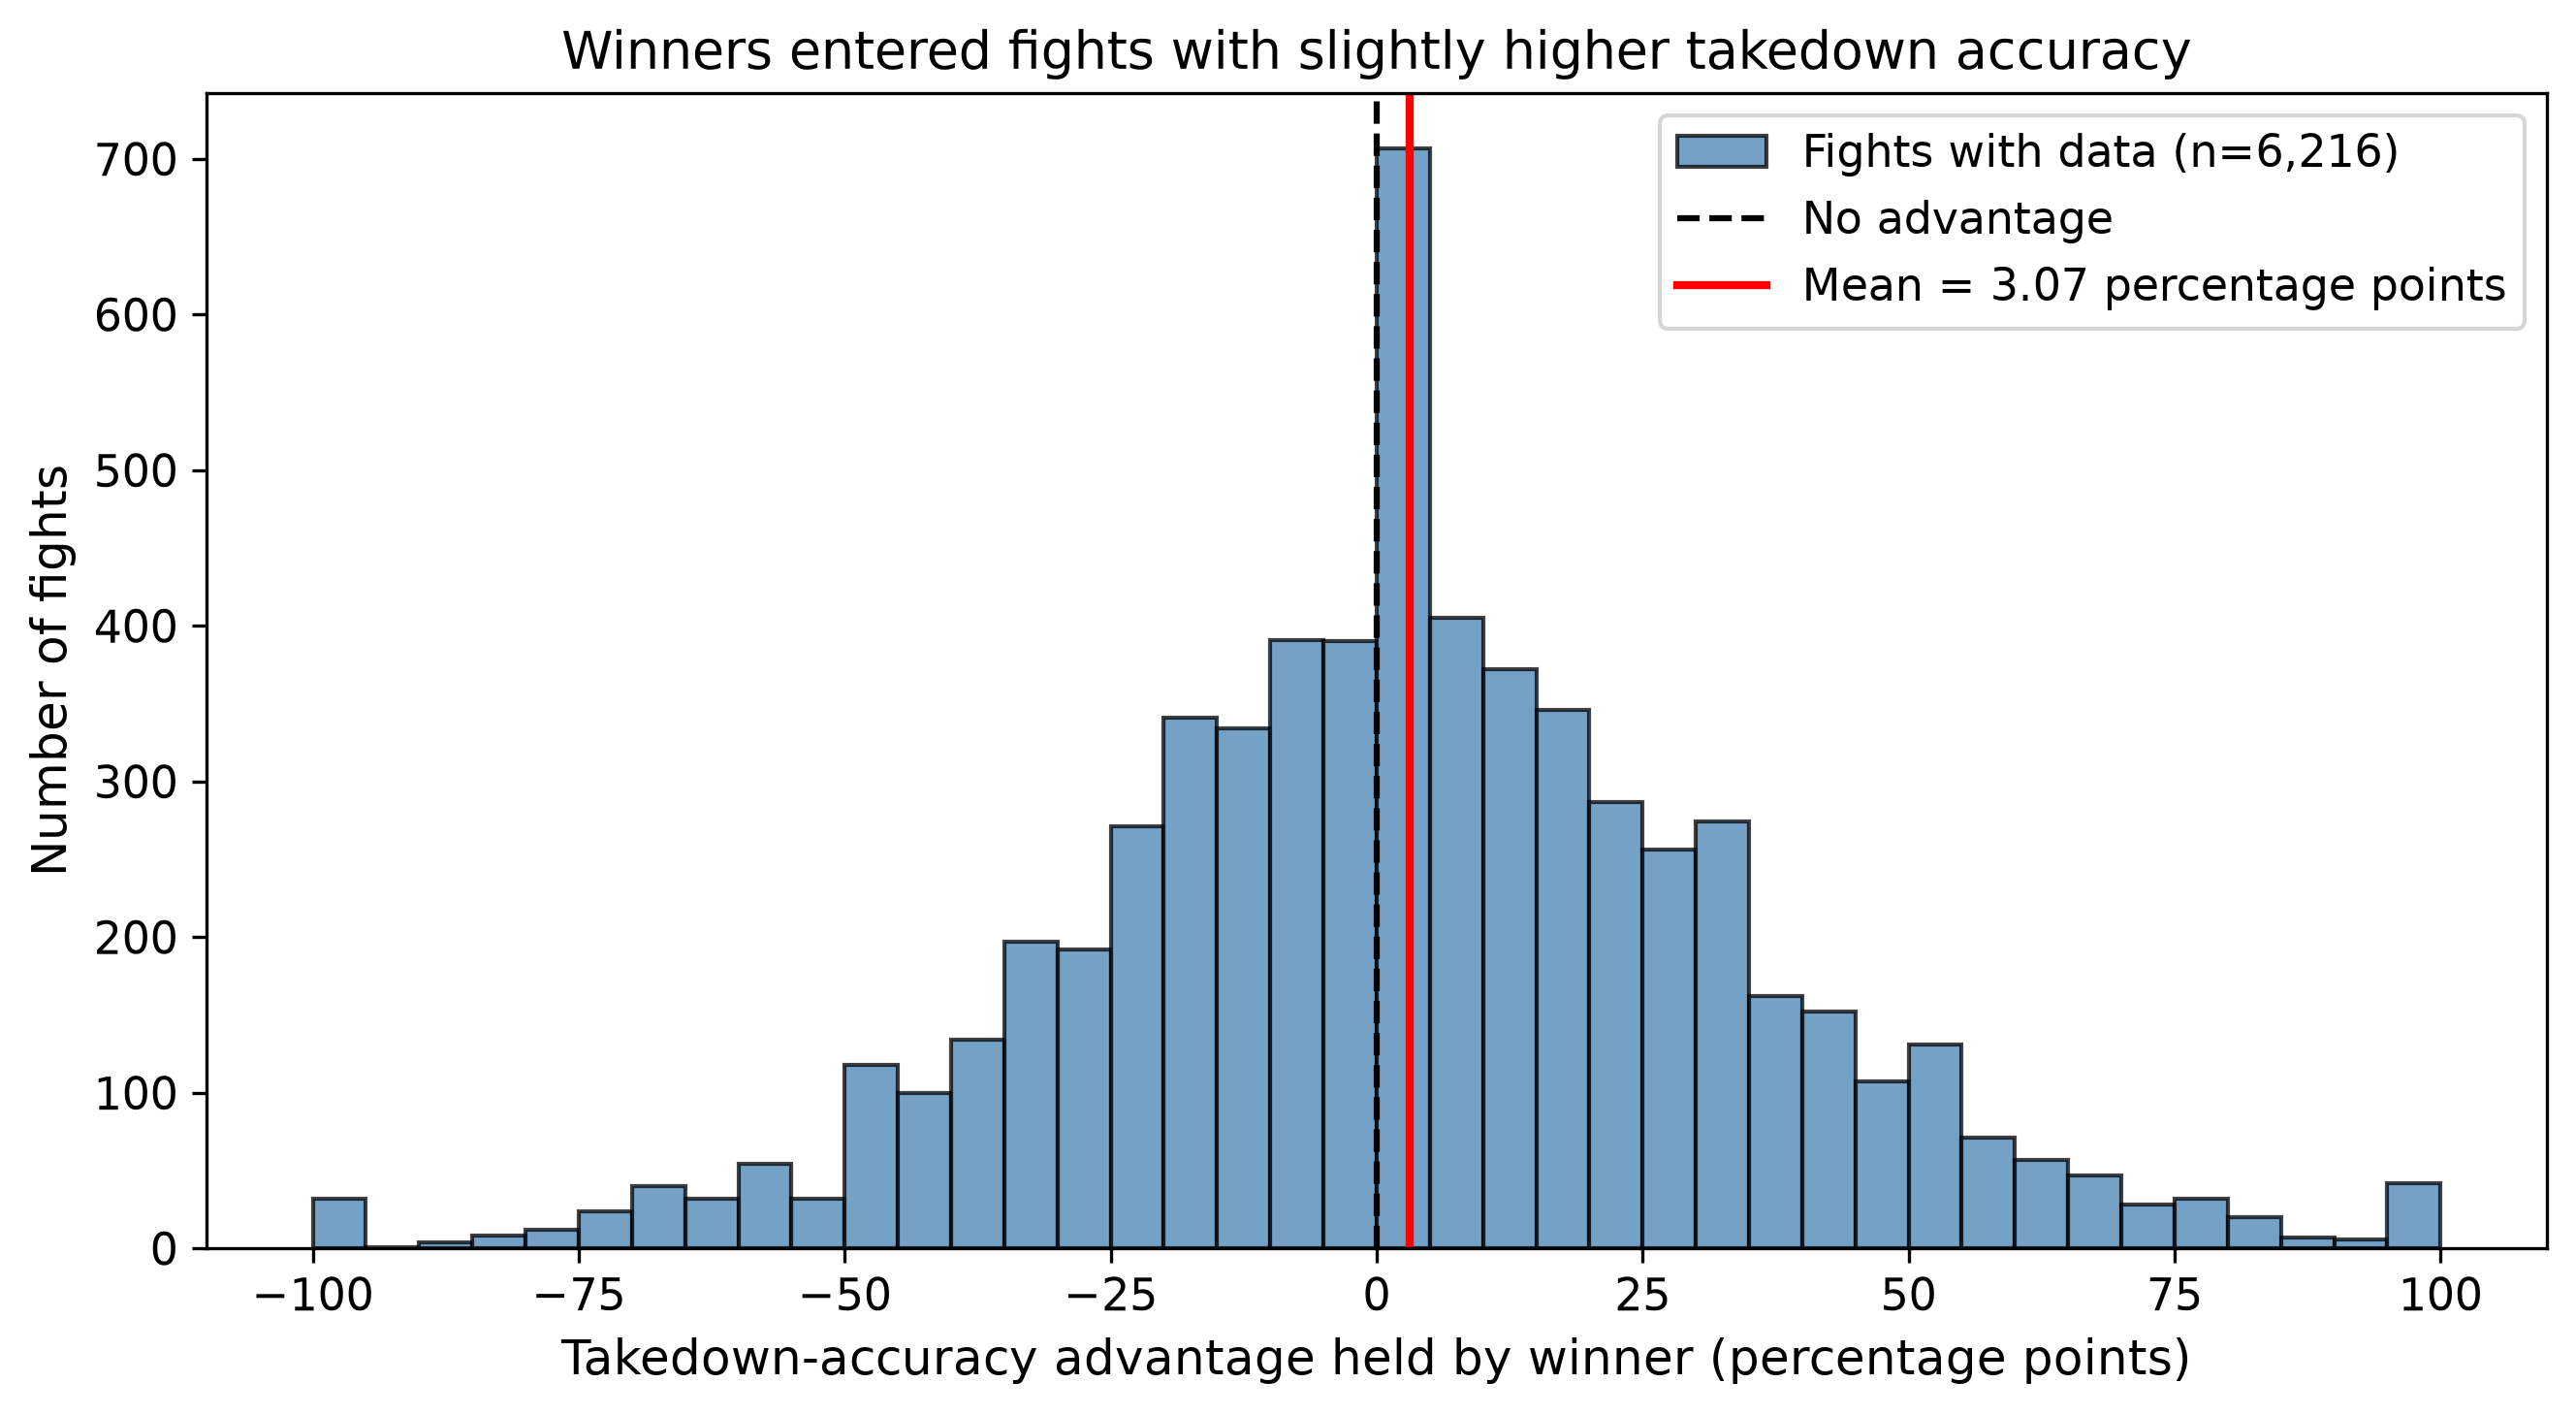 Winners entered fights with slightly higher takedown accuracy
Fights with data (n=6,216)
No advantage
Mean = 3.07 percentage points
Number of fights
700
600
500
400
300
200
100
0
−100 −75 −50 −25 0 25 50 75 100
Takedown-accuracy advantage held by winner (percentage points)